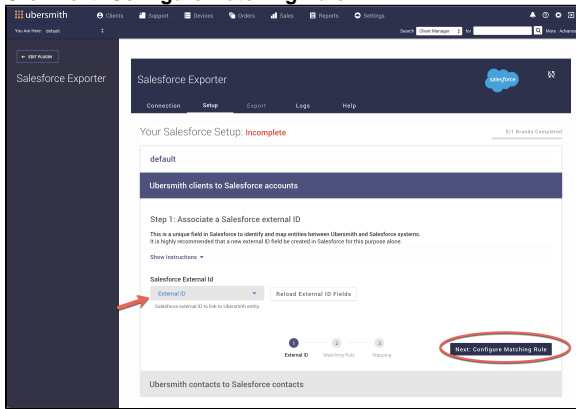 ubersmith
Clients
Support
Devices
Orders
Sales
Reports
Settings
You Are Here: default
Search Client Manager for
More Advanced
← EDIT PLUGIN
Salesforce Exporter
Salesforce Exporter
salesforce
Connection Setup Export Logs Help
Your Salesforce Setup: Incomplete
0/1 Brands Completed
default
Ubersmith clients to Salesforce accounts
Step 1: Associate a Salesforce external ID
This is a unique field in Salesforce to identify and map entities between Ubersmith and Salesforce systems.
It is highly recommended that a new external ID field be created in Salesforce for this purpose alone.
Show Instructions
Salesforce External Id
External ID
Reload External ID Fields
Salesforce external ID to link to Ubersmith entity
1 2 3
External ID Matching Rule Mapping
Next: Configure Matching Rule
Ubersmith contacts to Salesforce contacts